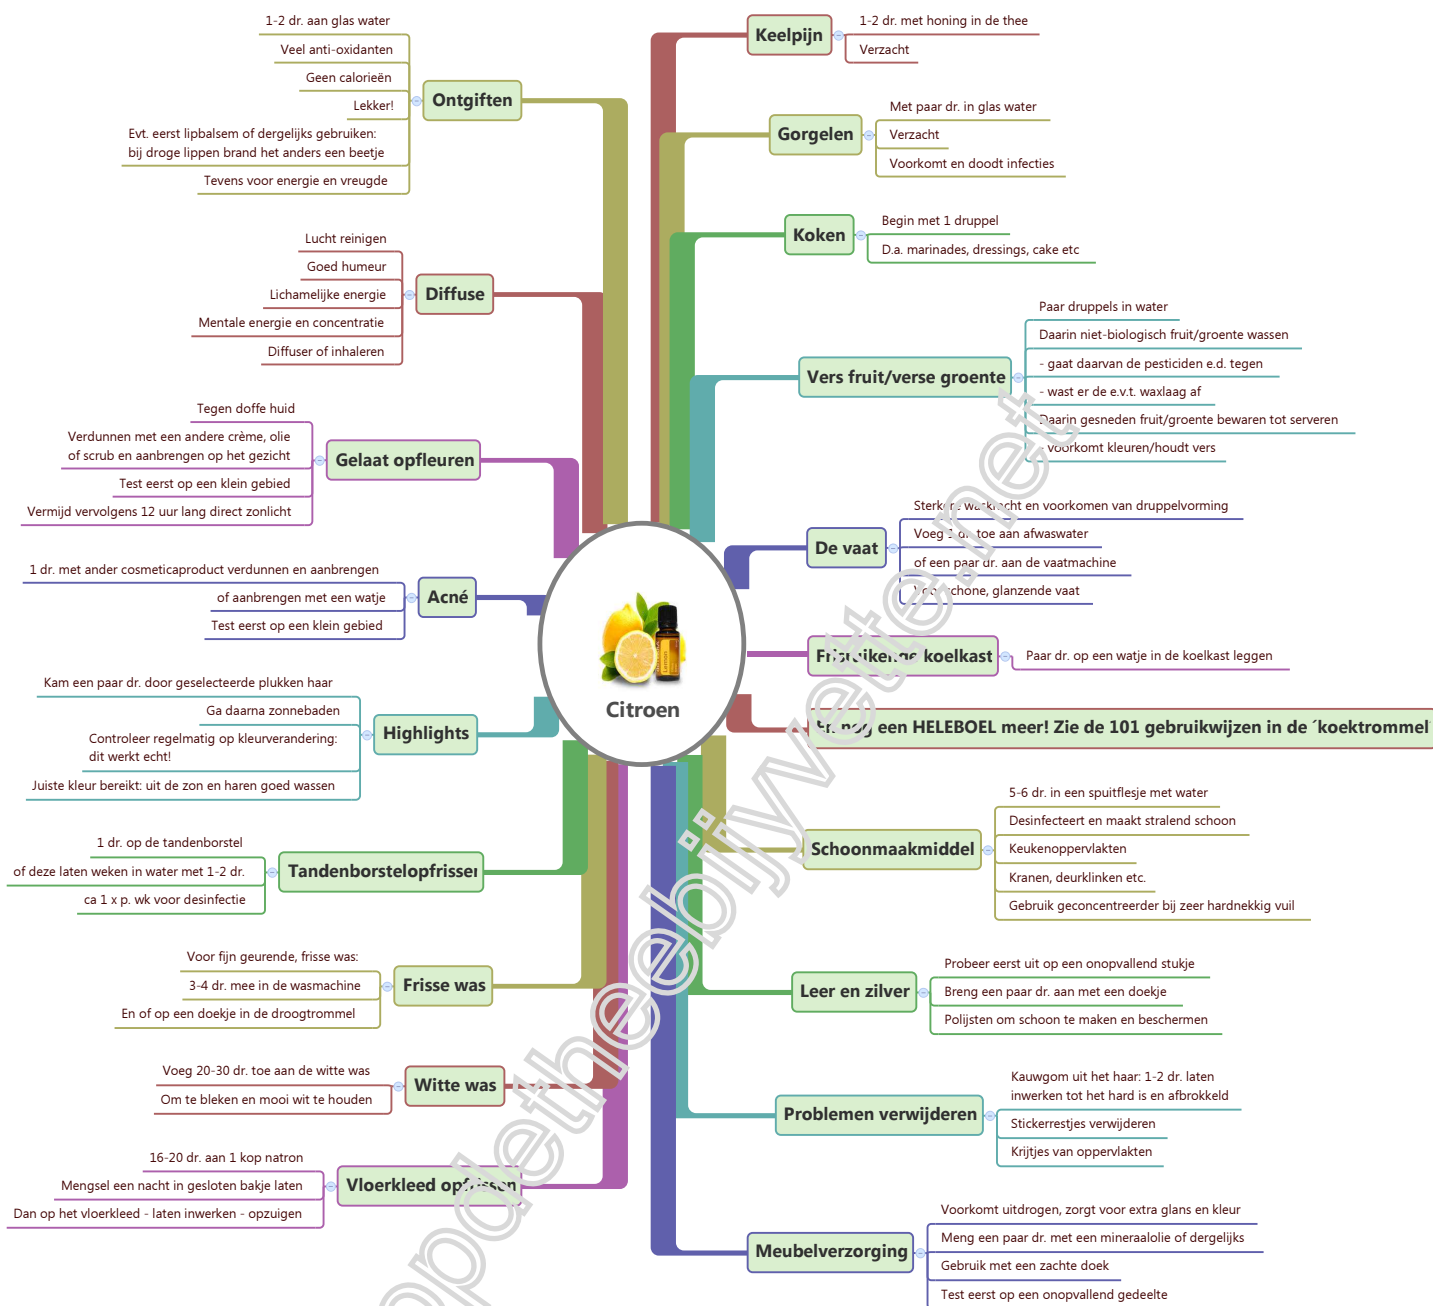 1-2 dr. aan glas water
Veel anti-oxidanten
Geen calorieën
Lekker!
Evt. eerst lipbalsem of dergelijks gebruiken:
bij droge lippen brand het anders een beetje
Tevens voor energie en vreugde
Ontgiften
Lucht reinigen
Goed humeur
Lichamelijke energie
Mentale energie en concentratie
Diffuser of inhaleren
Diffuse
Tegen doffe huid
Verdunnen met een andere crème, olie
of scrub en aanbrengen op het gezicht
Test eerst op een klein gebied
Vermijd vervolgens 12 uur lang direct zonlicht
Gelaat opfleuren
1 dr. met ander cosmeticaproduct verdunnen en aanbrengen
of aanbrengen met een watje
Test eerst op een klein gebied
Acné
Kam een paar dr. door geselecteerde plukken haar
Ga daarna zonnebaden
Controleer regelmatig op kleurverandering:
dit werkt echt!
Juiste kleur bereikt: uit de zon en haren goed wassen
Highlights
1 dr. op de tandenborstel
of deze laten weken in water met 1-2 dr.
ca 1 x p. wk voor desinfectie
Tandenborstelopfrisser
Voor fijn geurende, frisse was:
3-4 dr. mee in de wasmachine
En of op een doekje in de droogtrommel
Frisse was
Voeg 20-30 dr. toe aan de witte was
Om te bleken en mooi wit te houden
Witte was
16-20 dr. aan 1 kop natron
Mengsel een nacht in gesloten bakje laten
Dan op het vloerkleed - laten inwerken - opzuigen
Vloerkleed opfrissen
Citroen
Lemon
Keelpijn
1-2 dr. met honing in de thee
Verzacht
Gorgelen
Met paar dr. in glas water
Verzacht
Voorkomt en doodt infecties
Koken
Begin met 1 druppel
D.a. marinades, dressings, cake etc
Vers fruit/verse groente
Paar druppels in water
Daarin niet-biologisch fruit/groente wassen
- gaat daarvan de pesticiden e.d. tegen
- wast er de e.v.t. waxlaag af
Daarin gesneden fruit/groente bewaren tot serveren
- voorkomt kleuren/houdt vers
De vaat
Sterkere waskracht en voorkomen van druppelvorming
Voeg dr. toe aan afwaswater
of een paar dr. aan de vaatmachine
Voor schone, glanzende vaat
koelkast
Paar dr. op een watje in de koelkast leggen
En nog een HELEBOEL meer! Zie de 101 gebruikwijzen in de ´koektrommel
Schoonmaakmiddel
5-6 dr. in een spuitflesje met water
Desinfecteert en maakt stralend schoon
Keukenoppervlakten
Kranen, deurklinken etc.
Gebruik geconcentreerder bij zeer hardnekkig vuil
Leer en zilver
Probeer eerst uit op een onopvallend stukje
Breng een paar dr. aan met een doekje
Polijsten om schoon te maken en beschermen
Problemen verwijderen
Kauwgom uit het haar: 1-2 dr. laten
inwerken tot het hard is en afbrokkeld
Stickerrestjes verwijderen
Krijtjes van oppervlakten
Meubelverzorging
Voorkomt uitdrogen, zorgt voor extra glans en kleur
Meng een paar dr. met een mineraalolie of dergelijks
Gebruik met een zachte doek
Test eerst op een onopvallend gedeelte
opdetheebijyvette.net